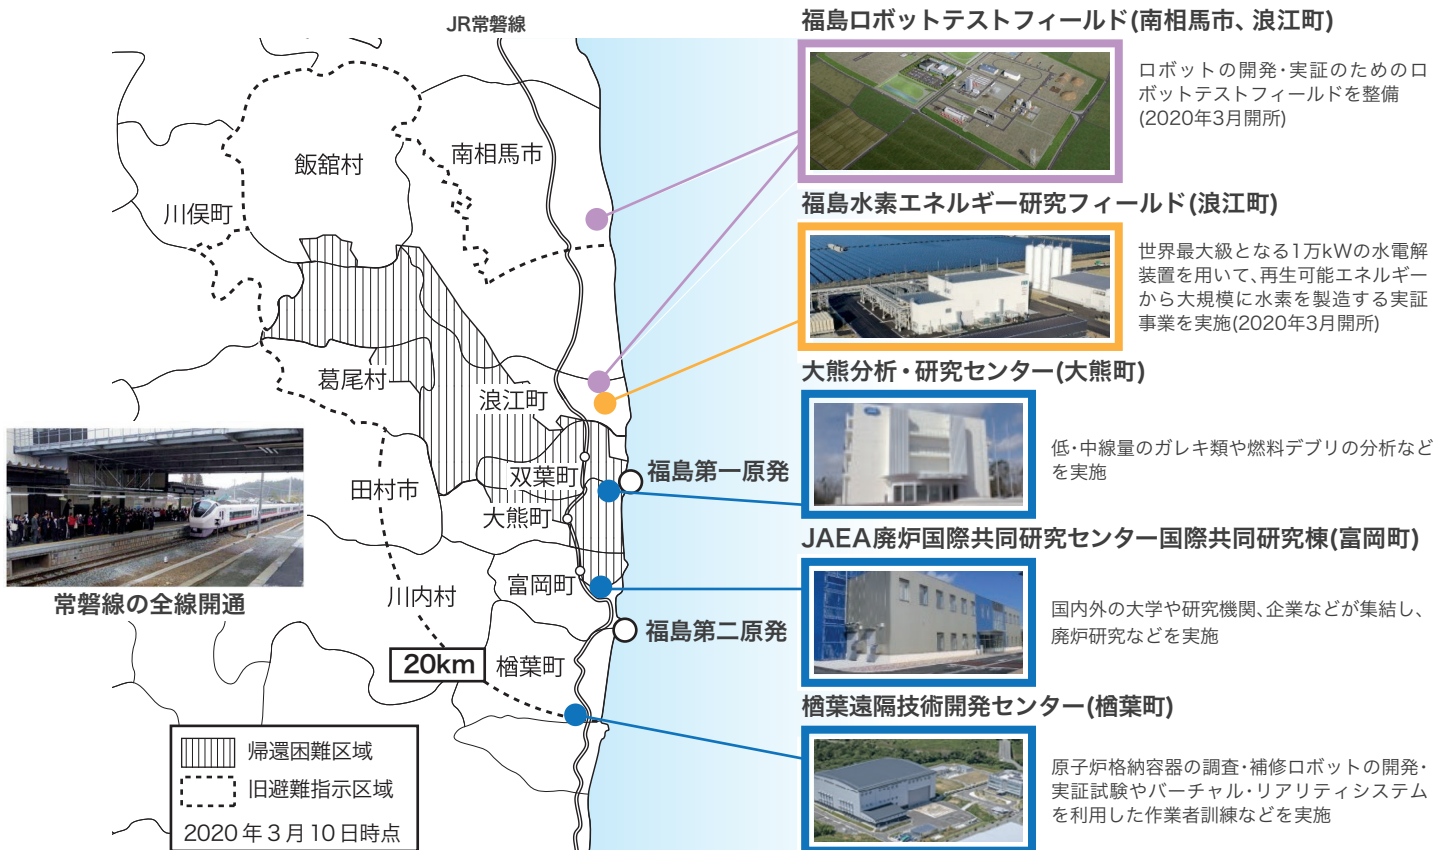 JR常磐線
飯舘村
南相馬市
川俣町
葛尾村
浪江町
双葉町
福島第一原発
田村市
大熊町
富岡町
川内村
福島第二原発
20km
楢葉町
常磐線の全線開通
帰還困難区域
旧避難指示区域
2020年3月10日時点
福島ロボットテストフィールド(南相馬市、浪江町)
ロボットの開発・実証のためのロ
ボットテストフィールドを整備
(2020年3月開所)
福島水素エネルギー研究フィールド(浪江町)
世界最大級となる1万kWの水電解
装置を用いて、再生可能エネルギー
から大規模に水素を製造する実証
事業を実施(2020年3月開所)
大熊分析・研究センター(大熊町)
低・中線量のガレキ類や燃料デブリの分析など
を実施
JAEA廃炉国際共同研究センター国際共同研究棟(富岡町)
国内外の大学や研究機関、企業などが集結し、
廃炉研究などを実施
楢葉遠隔技術開発センター(楢葉町)
原子炉格納容器の調査・補修ロボットの開発・
実証試験やバーチャル・リアリティシステム
を利用した作業者訓練などを実施